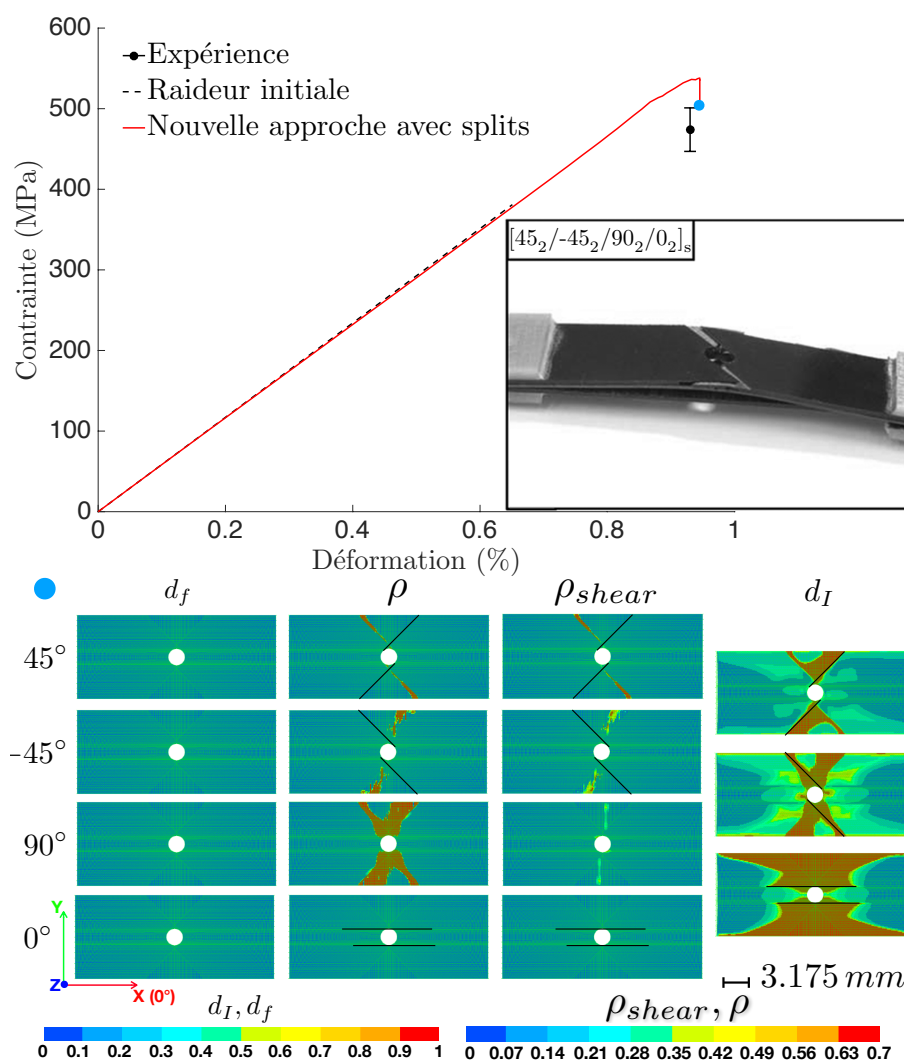 600
500
400
300
200
100
0
Contrainte (MPa)
Expérience
Raideur initiale
Nouvelle approche avec splits
[45₂/-45₂/90₂/0₂]ₛ
0 0.2 0.4 0.6 0.8 1
Déformation (%)
d_f ρ ρ_shear d_I
45°
-45°
90°
0°
Y
Z
X (0°)
3.175 mm
d_I, d_f
ρ_shear, ρ
0 0.1 0.2 0.3 0.4 0.5 0.6 0.7 0.8 0.9 1
0 0.07 0.14 0.21 0.28 0.35 0.42 0.49 0.56 0.63 0.7